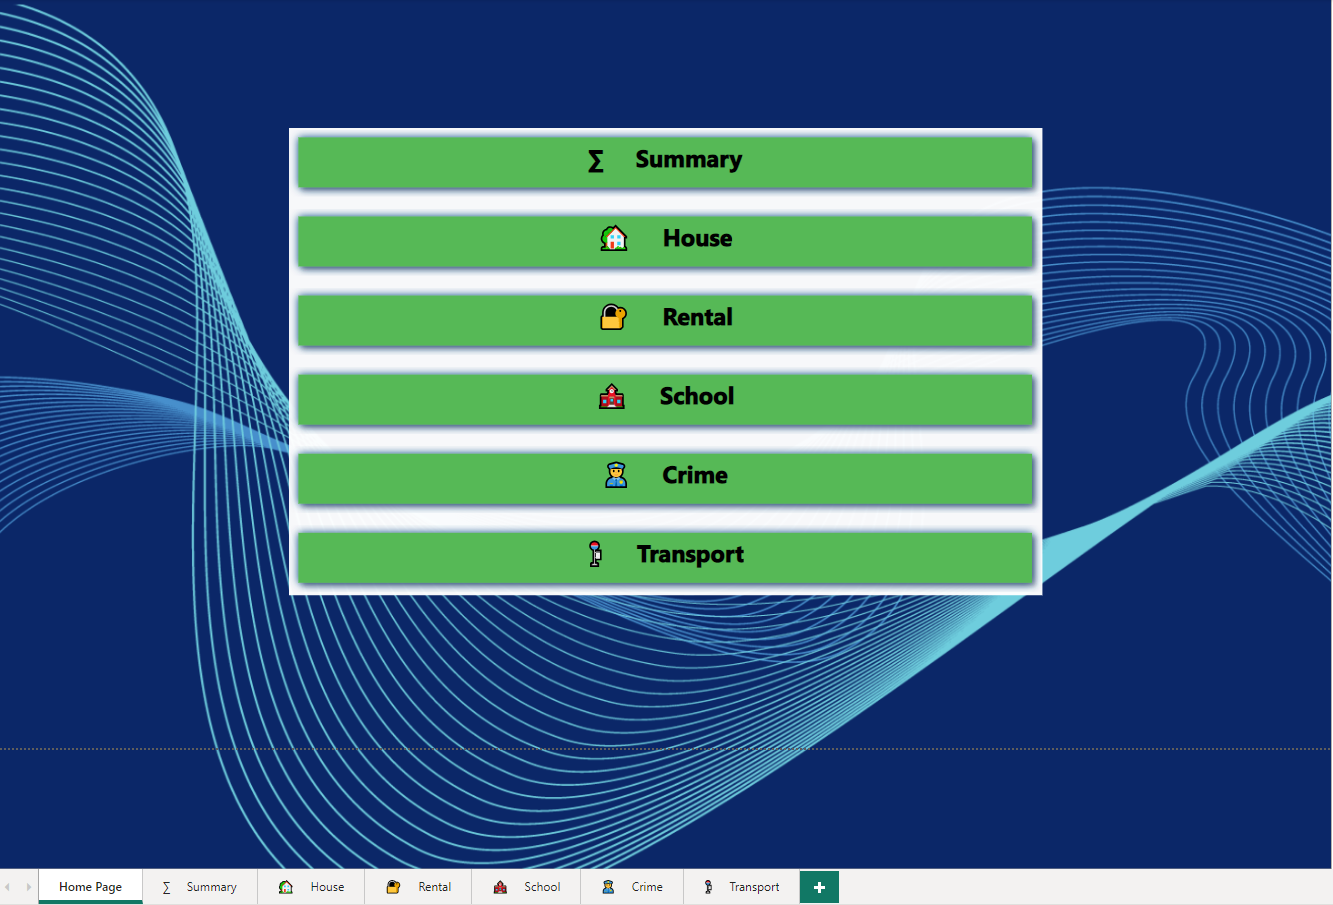 ∑ Summary
House
Rental
School
Crime
Transport
Home Page ∑ Summary House Rental School Crime Transport +